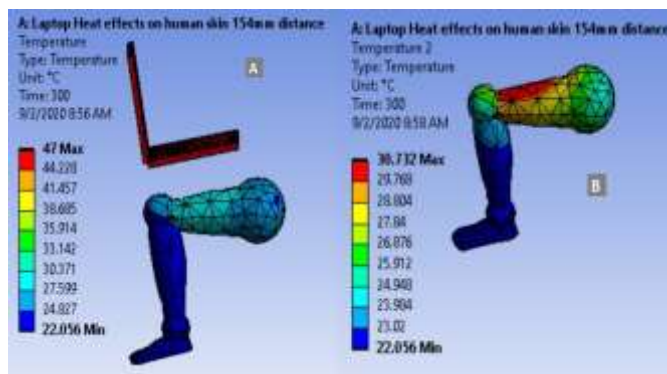 A: Laptop Heat effects on human skin 154mm distance
Temperature
Type: Temperature
Unit: °C
Time: 300
9/2/2020 8:56 AM
A
47 Max
44.228
41.457
38.685
35.914
33.142
30.371
27.599
24.827
22.056 Min
A: Laptop Heat effects on human skin 154mm distance
Temperature 2
Type: Temperature
Unit: °C
Time: 300
9/2/2020 8:58 AM
B
30.732 Max
29.768
28.804
27.84
26.876
25.912
24.948
23.984
23.02
22.056 Min